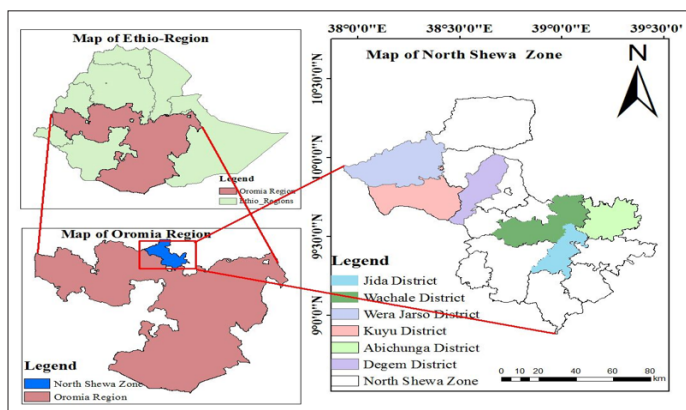 Map of Ethio-Region
Legend
Oromia Region
Ethio_Regions
Map of Oromia Region
Legend
North Shewa Zone
Oromia Region
38°0'0"E 38°30'0"E 39°0'0"E 39°30'0"E
Map of North Shewa Zone
N
10°30'0"N
10°0'0"N
9°30'0"N
9°0'0"N
Legend
Jida District
Wachale District
Wera Jarso District
Kuyu District
Abichunga District
Degem District
North Shewa Zone
0 10 20 40 60 80
km